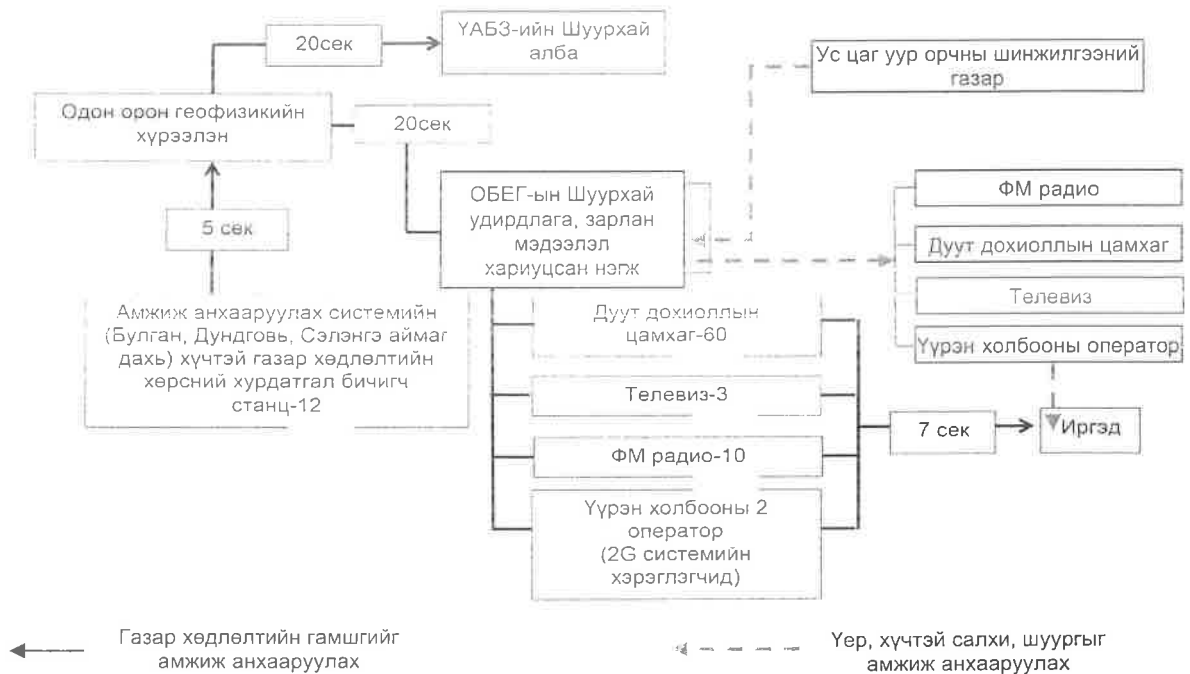 20сек
ҮАБЗ-ийн Шуурхай
алба
Ус цаг уур орчны шинжилгээний
газар
Одон орон геофизикийн
хүрээлэн
20сек
5 сек
ОБЕГ-ын Шуурхай
удирдлага, зарлан
мэдээлэл
хариуцсан нэгж
ФМ радио
Дуут дохиоллын цамхаг
Телевиз
Үүрэн холбооны оператор
Амжиж анхааруулах системийн
(Булган, Дундговь, Сэлэнгэ аймаг
дахь) хүчтэй газар хөдлөлтийн
хөрсний хурдатгал бичигч
станц-12
Дуут дохиоллын
цамхаг-60
Телевиз-3
ФМ радио-10
Үүрэн холбооны 2
оператор
(2G системийн
хэрэглэгчид)
7 сек
Иргэд
Газар хөдлөлтийн гамшгийг
амжиж анхааруулах
Үер, хүчтэй салхи, шуургыг
амжиж анхааруулах